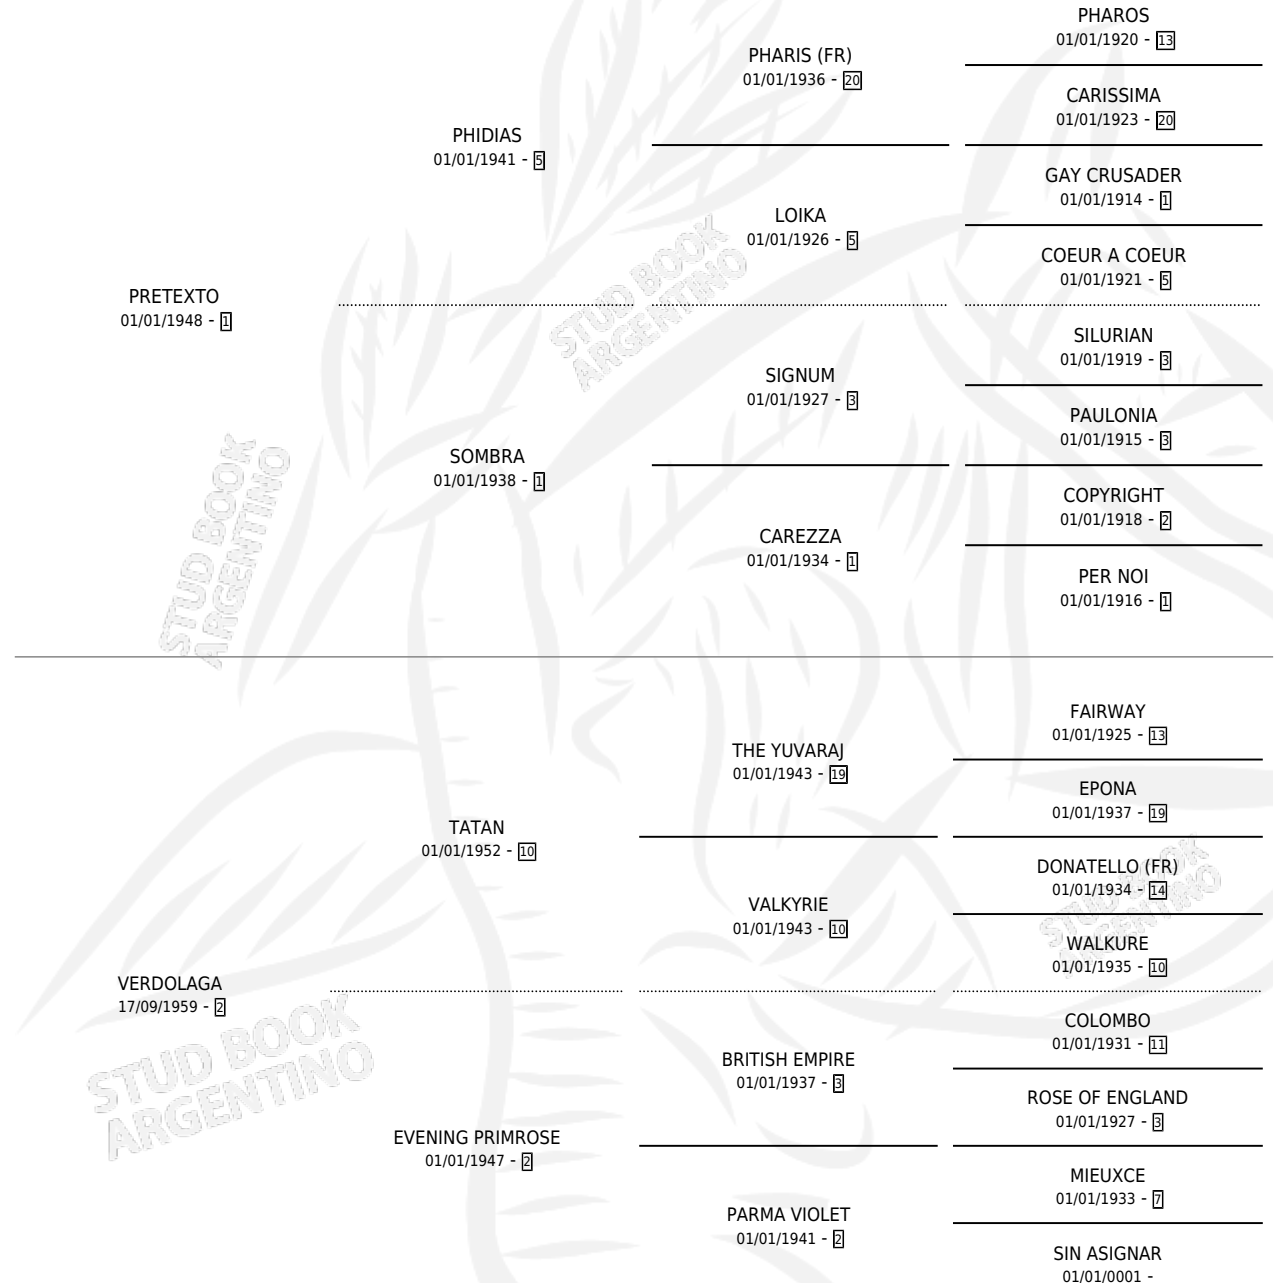 PRETEXTO
01/01/1948 - 1
PHIDIAS
01/01/1941 - 5
PHARIS (FR)
01/01/1936 - 20
PHAROS
01/01/1920 - 13
CARISSIMA
01/01/1923 - 20
LOIKA
01/01/1926 - 5
GAY CRUSADER
01/01/1914 - 1
COEUR A COEUR
01/01/1921 - 5
SOMBRA
01/01/1938 - 1
SIGNUM
01/01/1927 - 3
SILURIAN
01/01/1919 - 3
PAULONIA
01/01/1915 - 3
CAREZZA
01/01/1934 - 1
COPYRIGHT
01/01/1918 - 2
PER NOI
01/01/1916 - 1
VERDOLAGA
17/09/1959 - 2
TATAN
01/01/1952 - 10
THE YUVARAJ
01/01/1943 - 19
FAIRWAY
01/01/1925 - 13
EPONA
01/01/1937 - 19
VALKYRIE
01/01/1943 - 10
DONATELLO (FR)
01/01/1934 - 14
WALKURE
01/01/1935 - 10
EVENING PRIMROSE
01/01/1947 - 2
BRITISH EMPIRE
01/01/1937 - 3
COLOMBO
01/01/1931 - 11
ROSE OF ENGLAND
01/01/1927 - 3
PARMA VIOLET
01/01/1941 - 2
MIEUXCE
01/01/1933 - 7
SIN ASIGNAR
01/01/0001 -
STUD BOOK
ARGENTINO
STUD BOOK
ARGENTINO
STUD BOOK
ARGENTINO
STUD BOOK
ARGENTINO